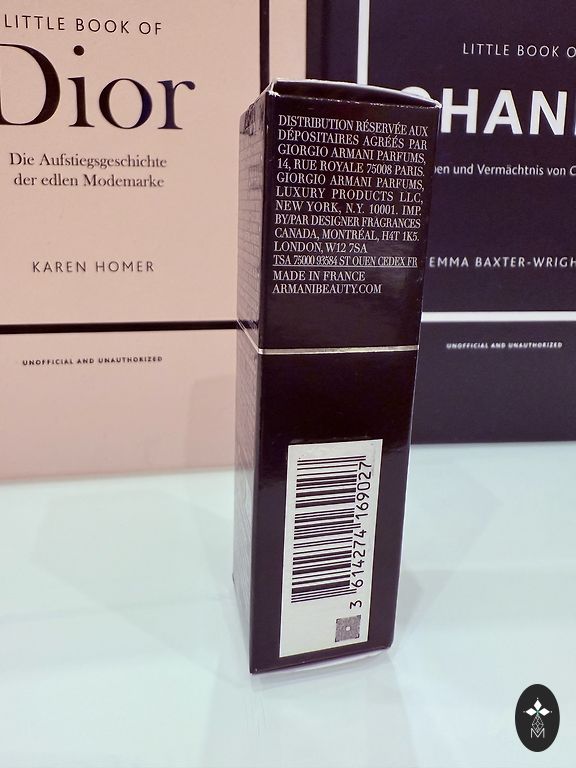 LITTLE BOOK OF
Dior
Die Aufstiegsgeschichte
der edlen Modemarke
KAREN HOMER
UNOFFICIAL AND UNAUTHORIZED
DISTRIBUTION RÉSERVÉE AUX
DÉPOSITAIRES AGRÉÉS PAR
GIORGIO ARMANI PARFUMS,
14, RUE ROYALE 75008 PARIS.
GIORGIO ARMANI PARFUMS,
LUXURY PRODUCTS LLC,
NEW YORK, N.Y. 10001. IMP.
BY/PAR DESIGNER FRAGRANCES
CANADA, MONTRÉAL, H4T 1K5.
LONDON, W12 7SA
TSA 75000 93584 ST OUEN CEDEX FR
MADE IN FRANCE
ARMANIBEAUTY.COM
3 614274 169027
LITTLE BOOK O
HAN
und Vermächtnis von C
EMMA BAXTER-WRIGH
UNOFFICIAL AND UNAUTHORIZED
M